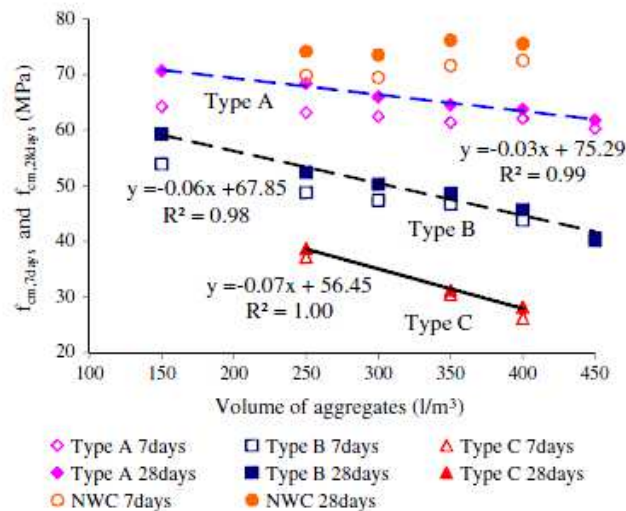 80
70
60
50
40
30
20
100
150
200
250
300
350
400
450
f_cm,7days and f_cm,28days (MPa)
Type A
y=-0.03x + 75.29
R² = 0.99
y=-0.06x +67.85
R² = 0.98
Type B
y=-0.07x + 56.45
R² = 1.00
Type C
Volume of aggregates (l/m³)
Type A 7days
Type B 7days
Type C 7days
Type A 28days
Type B 28days
Type C 28days
NWC 7days
NWC 28days